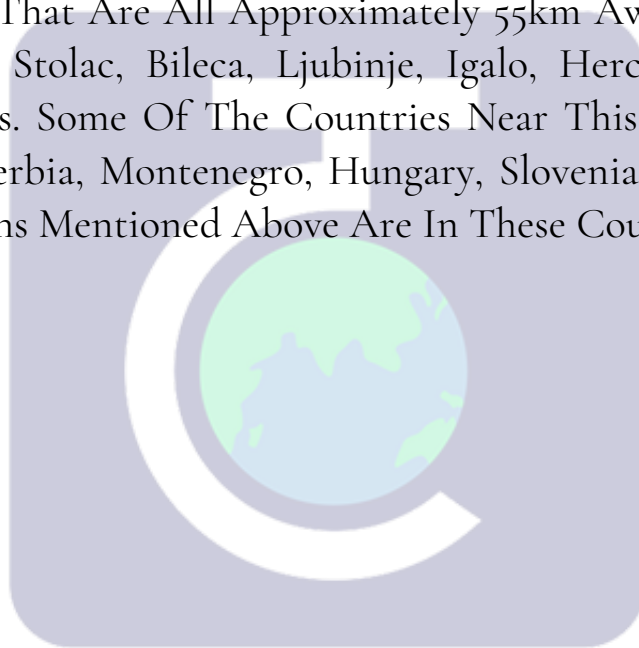 That Are All Approximately 55km Aw
Stolac, Bileca, Ljubinje, Igalo, Herc
s. Some Of The Countries Near This
erbia, Montenegro, Hungary, Slovenia
ns Mentioned Above Are In These Cou